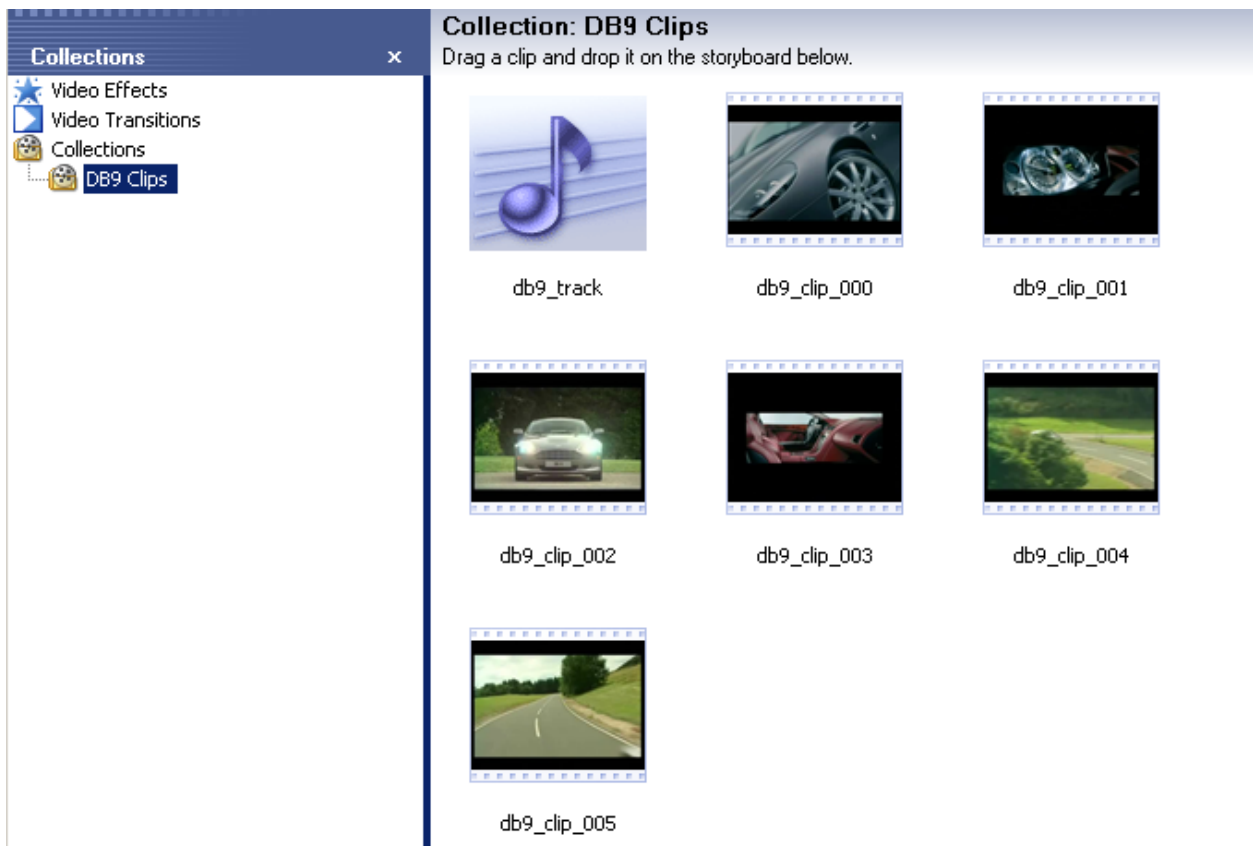 Collections
x
Video Effects
Video Transitions
Collections
DB9 Clips
Collection: DB9 Clips
Drag a clip and drop it on the storyboard below.
db9_track
db9_clip_000
db9_clip_001
db9_clip_002
db9_clip_003
db9_clip_004
db9_clip_005